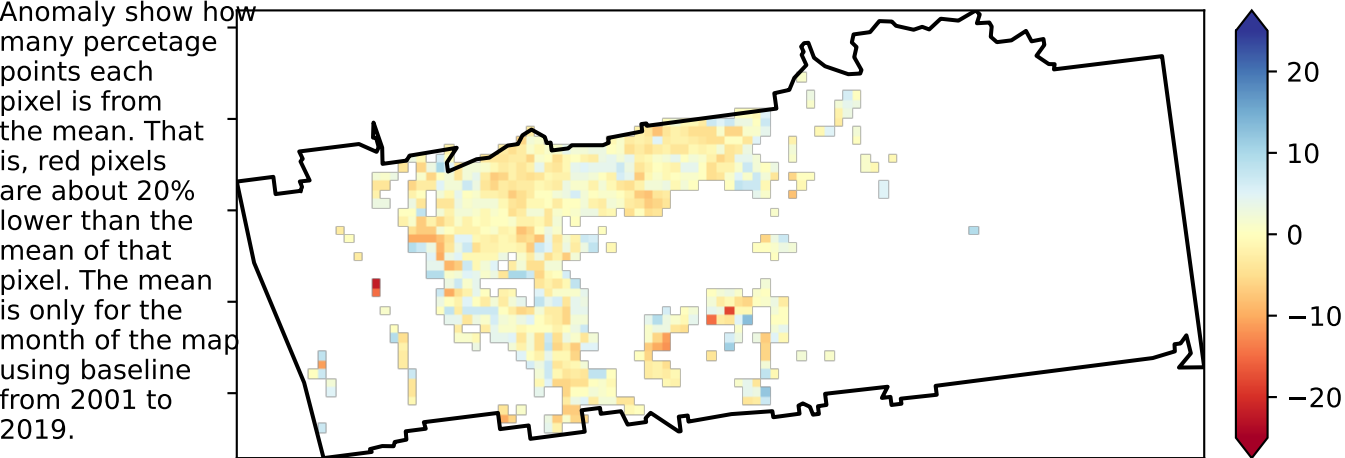 Anomaly show how
many percetage
points each
pixel is from
the mean. That
is, red pixels
are about 20%
lower than the
mean of that
pixel. The mean
is only for the
month of the map
using baseline
from 2001 to
2019.
20
10
0
−10
−20